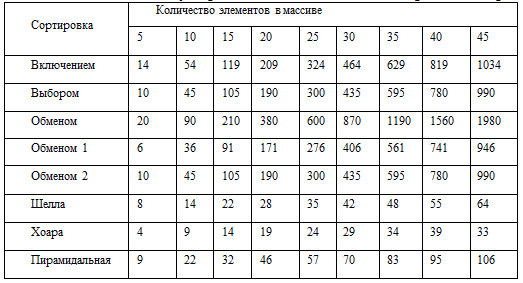 Сортировка Количество элементов в массиве
5 10 15 20 25 30 35 40 45
Включением 14 54 119 209 324 464 629 819 1034
Выбором 10 45 105 190 300 435 595 780 990
Обменом 20 90 210 380 600 870 1190 1560 1980
Обменом 1 6 36 91 171 276 406 561 741 946
Обменом 2 10 45 105 190 300 435 595 780 990
Шелла 8 14 22 28 35 42 48 55 64
Хоара 4 9 14 19 24 29 34 39 33
Пирамидальная 9 22 32 46 57 70 83 95 106